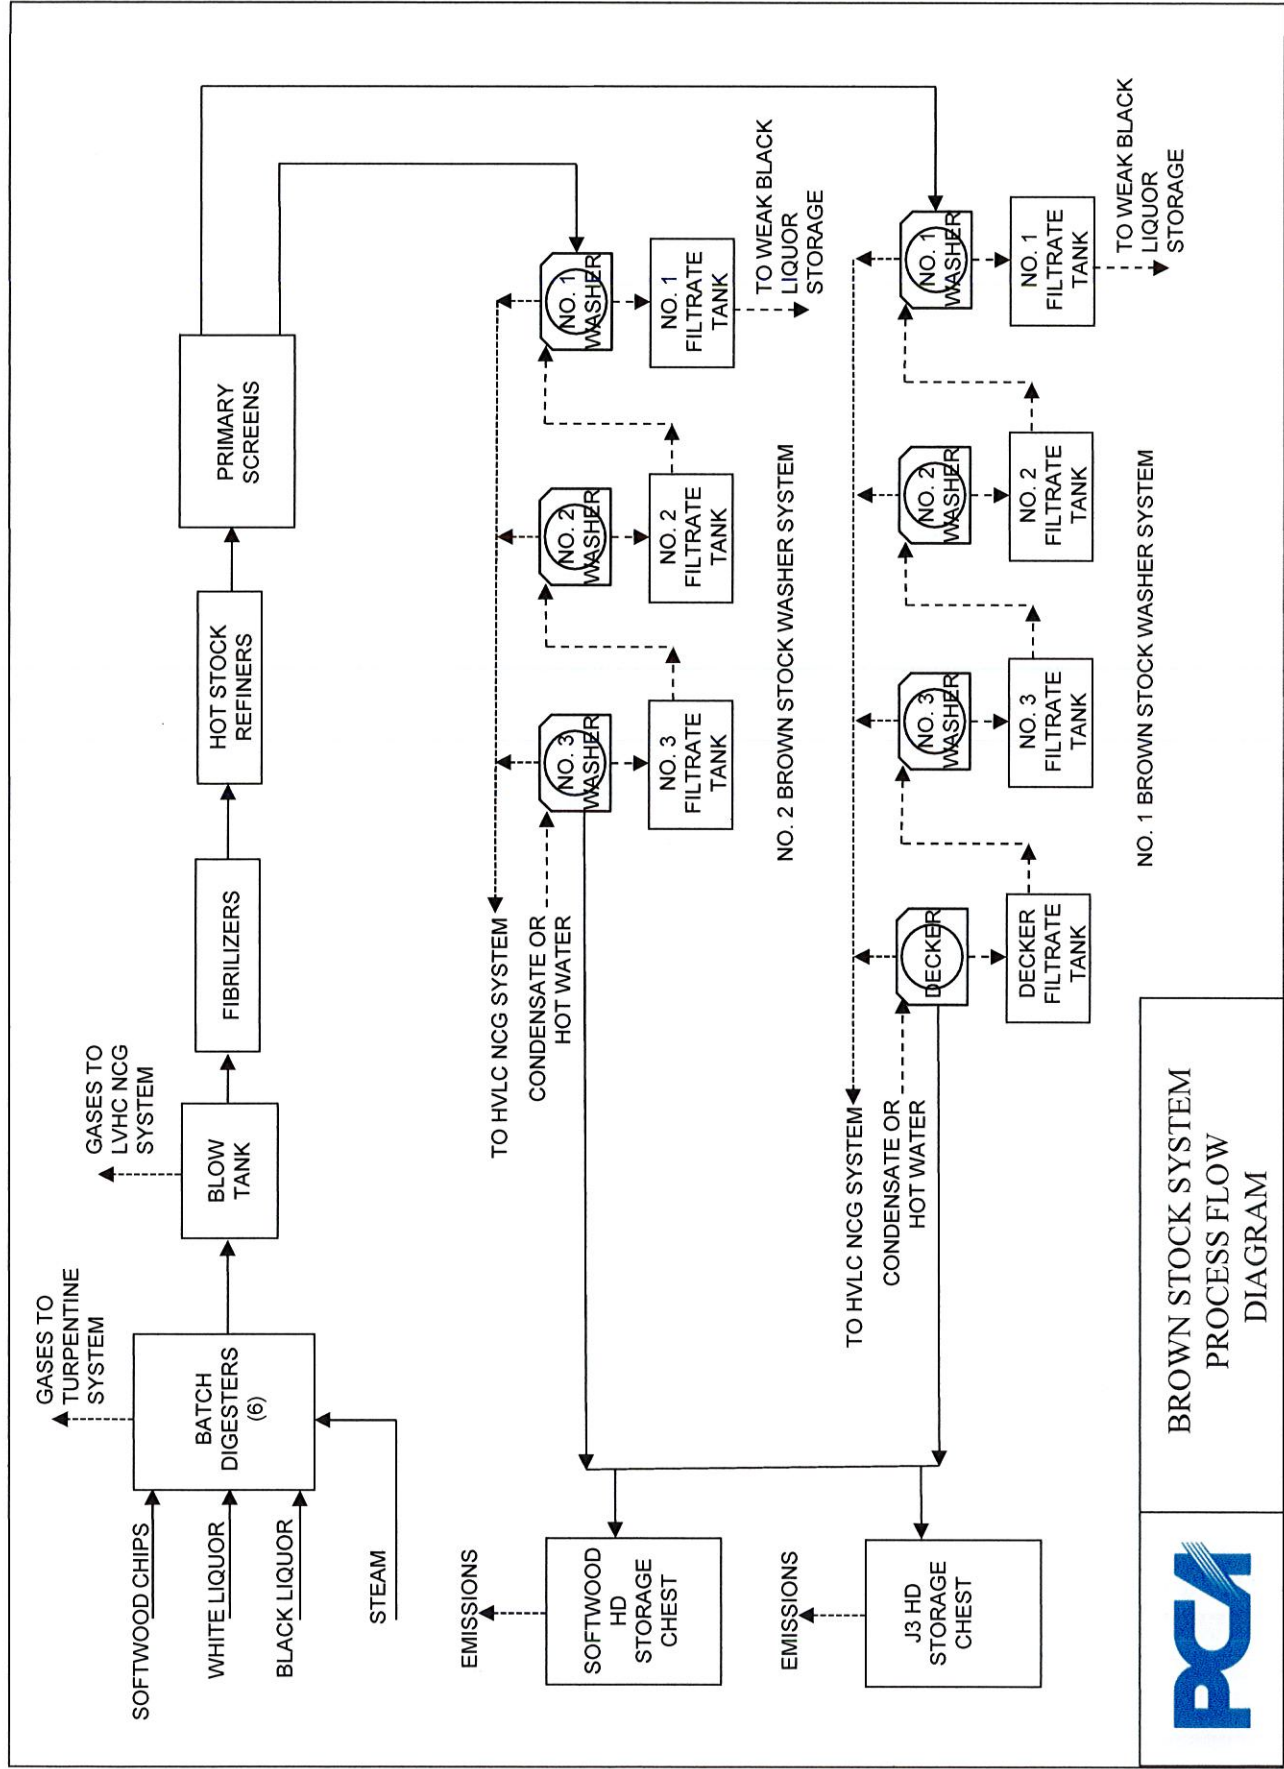 GASES TO
TURPENTINE
SYSTEM
GASES TO
LVHC NCG
SYSTEM
SOFTWOOD CHIPS
WHITE LIQUOR
BLACK LIQUOR
STEAM
BATCH
DIGESTERS
(6)
BLOW
TANK
FIBRILIZERS
HOT STOCK
REFINERS
PRIMARY
SCREENS
TO HVLC NCG SYSTEM
CONDENSATE OR
HOT WATER
NO. 3
WASHER
NO. 2
WASHER
NO. 1
WASHER
NO. 3
FILTRATE
TANK
NO. 2
FILTRATE
TANK
NO. 1
FILTRATE
TANK
TO WEAK BLACK
LIQUOR
STORAGE
NO. 2 BROWN STOCK WASHER SYSTEM
EMISSIONS
SOFTWOOD
HD
STORAGE
CHEST
EMISSIONS
J3 HD
STORAGE
CHEST
TO HVLC NCG SYSTEM
CONDENSATE OR
HOT WATER
DECKER
NO. 3
WASHER
NO. 2
WASHER
NO. 1
WASHER
DECKER
FILTRATE
TANK
NO. 3
FILTRATE
TANK
NO. 2
FILTRATE
TANK
NO. 1
FILTRATE
TANK
TO WEAK BLACK
LIQUOR
STORAGE
NO. 1 BROWN STOCK WASHER SYSTEM
PCA
BROWN STOCK SYSTEM
PROCESS FLOW
DIAGRAM